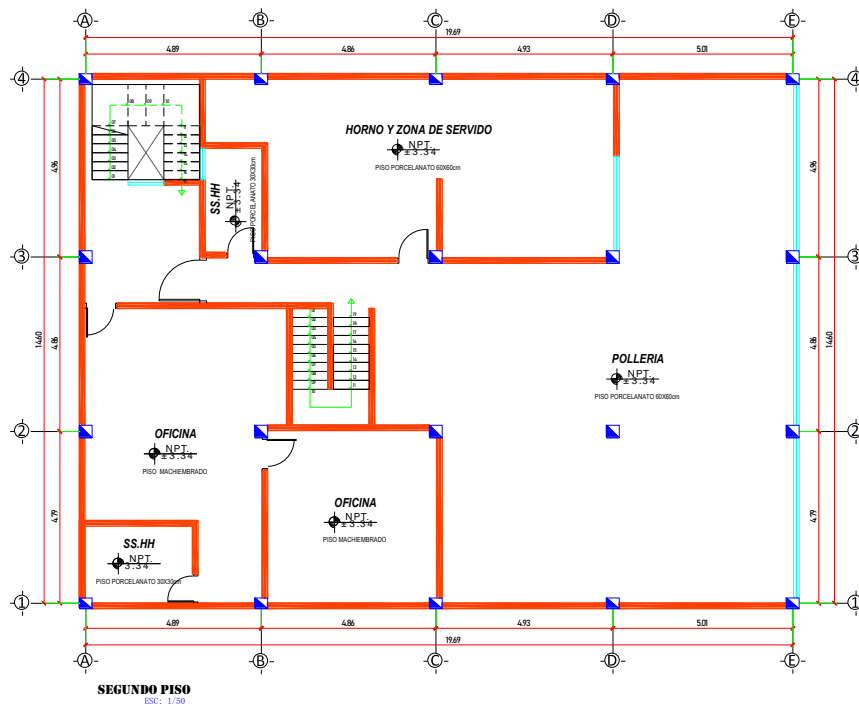 -A- -B- -C- -D- -E-
19.69
4.89 4.86 4.93 5.01
-4- -4-
HORNO Y ZONA DE SERVIDO
NPT.
±3.34
PISO PORCELANATO 60X60cm
SS.HH
NPT.
±3.34
PISO PORCELANATO 30X30cm
4.96 4.96
-3- -3-
14.60 14.60
4.86 4.86
POLLERIA
NPT.
±3.34
PISO PORCELANATO 60X60cm
-2- -2-
OFICINA
NPT.
±3.34
PISO MACHIEMBRADO
OFICINA
NPT.
±3.34
PISO MACHIEMBRADO
4.79 4.79
SS.HH
NPT.
3.34
PISO PORCELANATO 30X30cm
-1- -1-
4.89 4.86 4.93 5.01
19.69
-A- -B- -C- -D- -E-
SEGUNDO PISO
ESC: 1/50